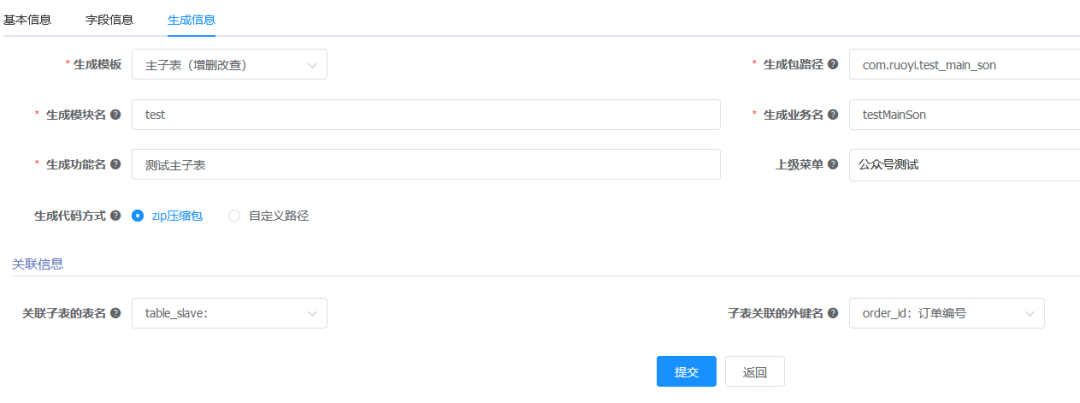 基本信息 字段信息 生成信息
* 生成模板 主子表（增删改查） * 生成包路径 com.ruoyi.test_main_son
* 生成模块名 test * 生成业务名 testMainSon
* 生成功能名 测试主子表 上级菜单 公众号测试
生成代码方式 zip压缩包 自定义路径
关联信息
关联子表的表名 table_slave: 子表关联的外键名 order_id：订单编号
提交 返回